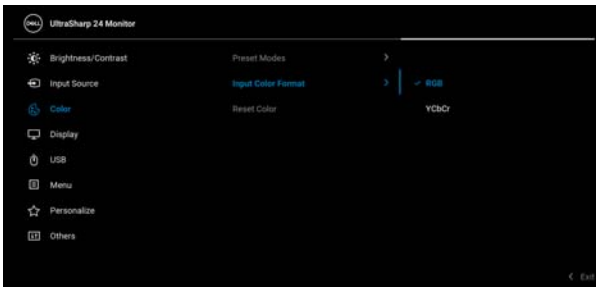 DELL UltraSharp 24 Monitor
Brightness/Contrast Preset Modes
Input Source Input Color Format RGB
Color Reset Color YCbCr
Display
USB
Menu
Personalize
Others
Exit